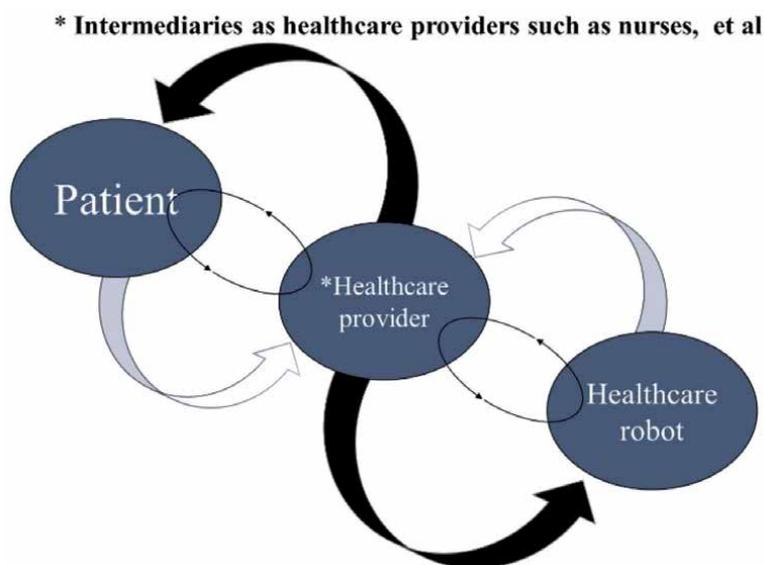 * Intermediaries as healthcare providers such as nurses, et al
Patient
*Healthcare
provider
Healthcare
robot